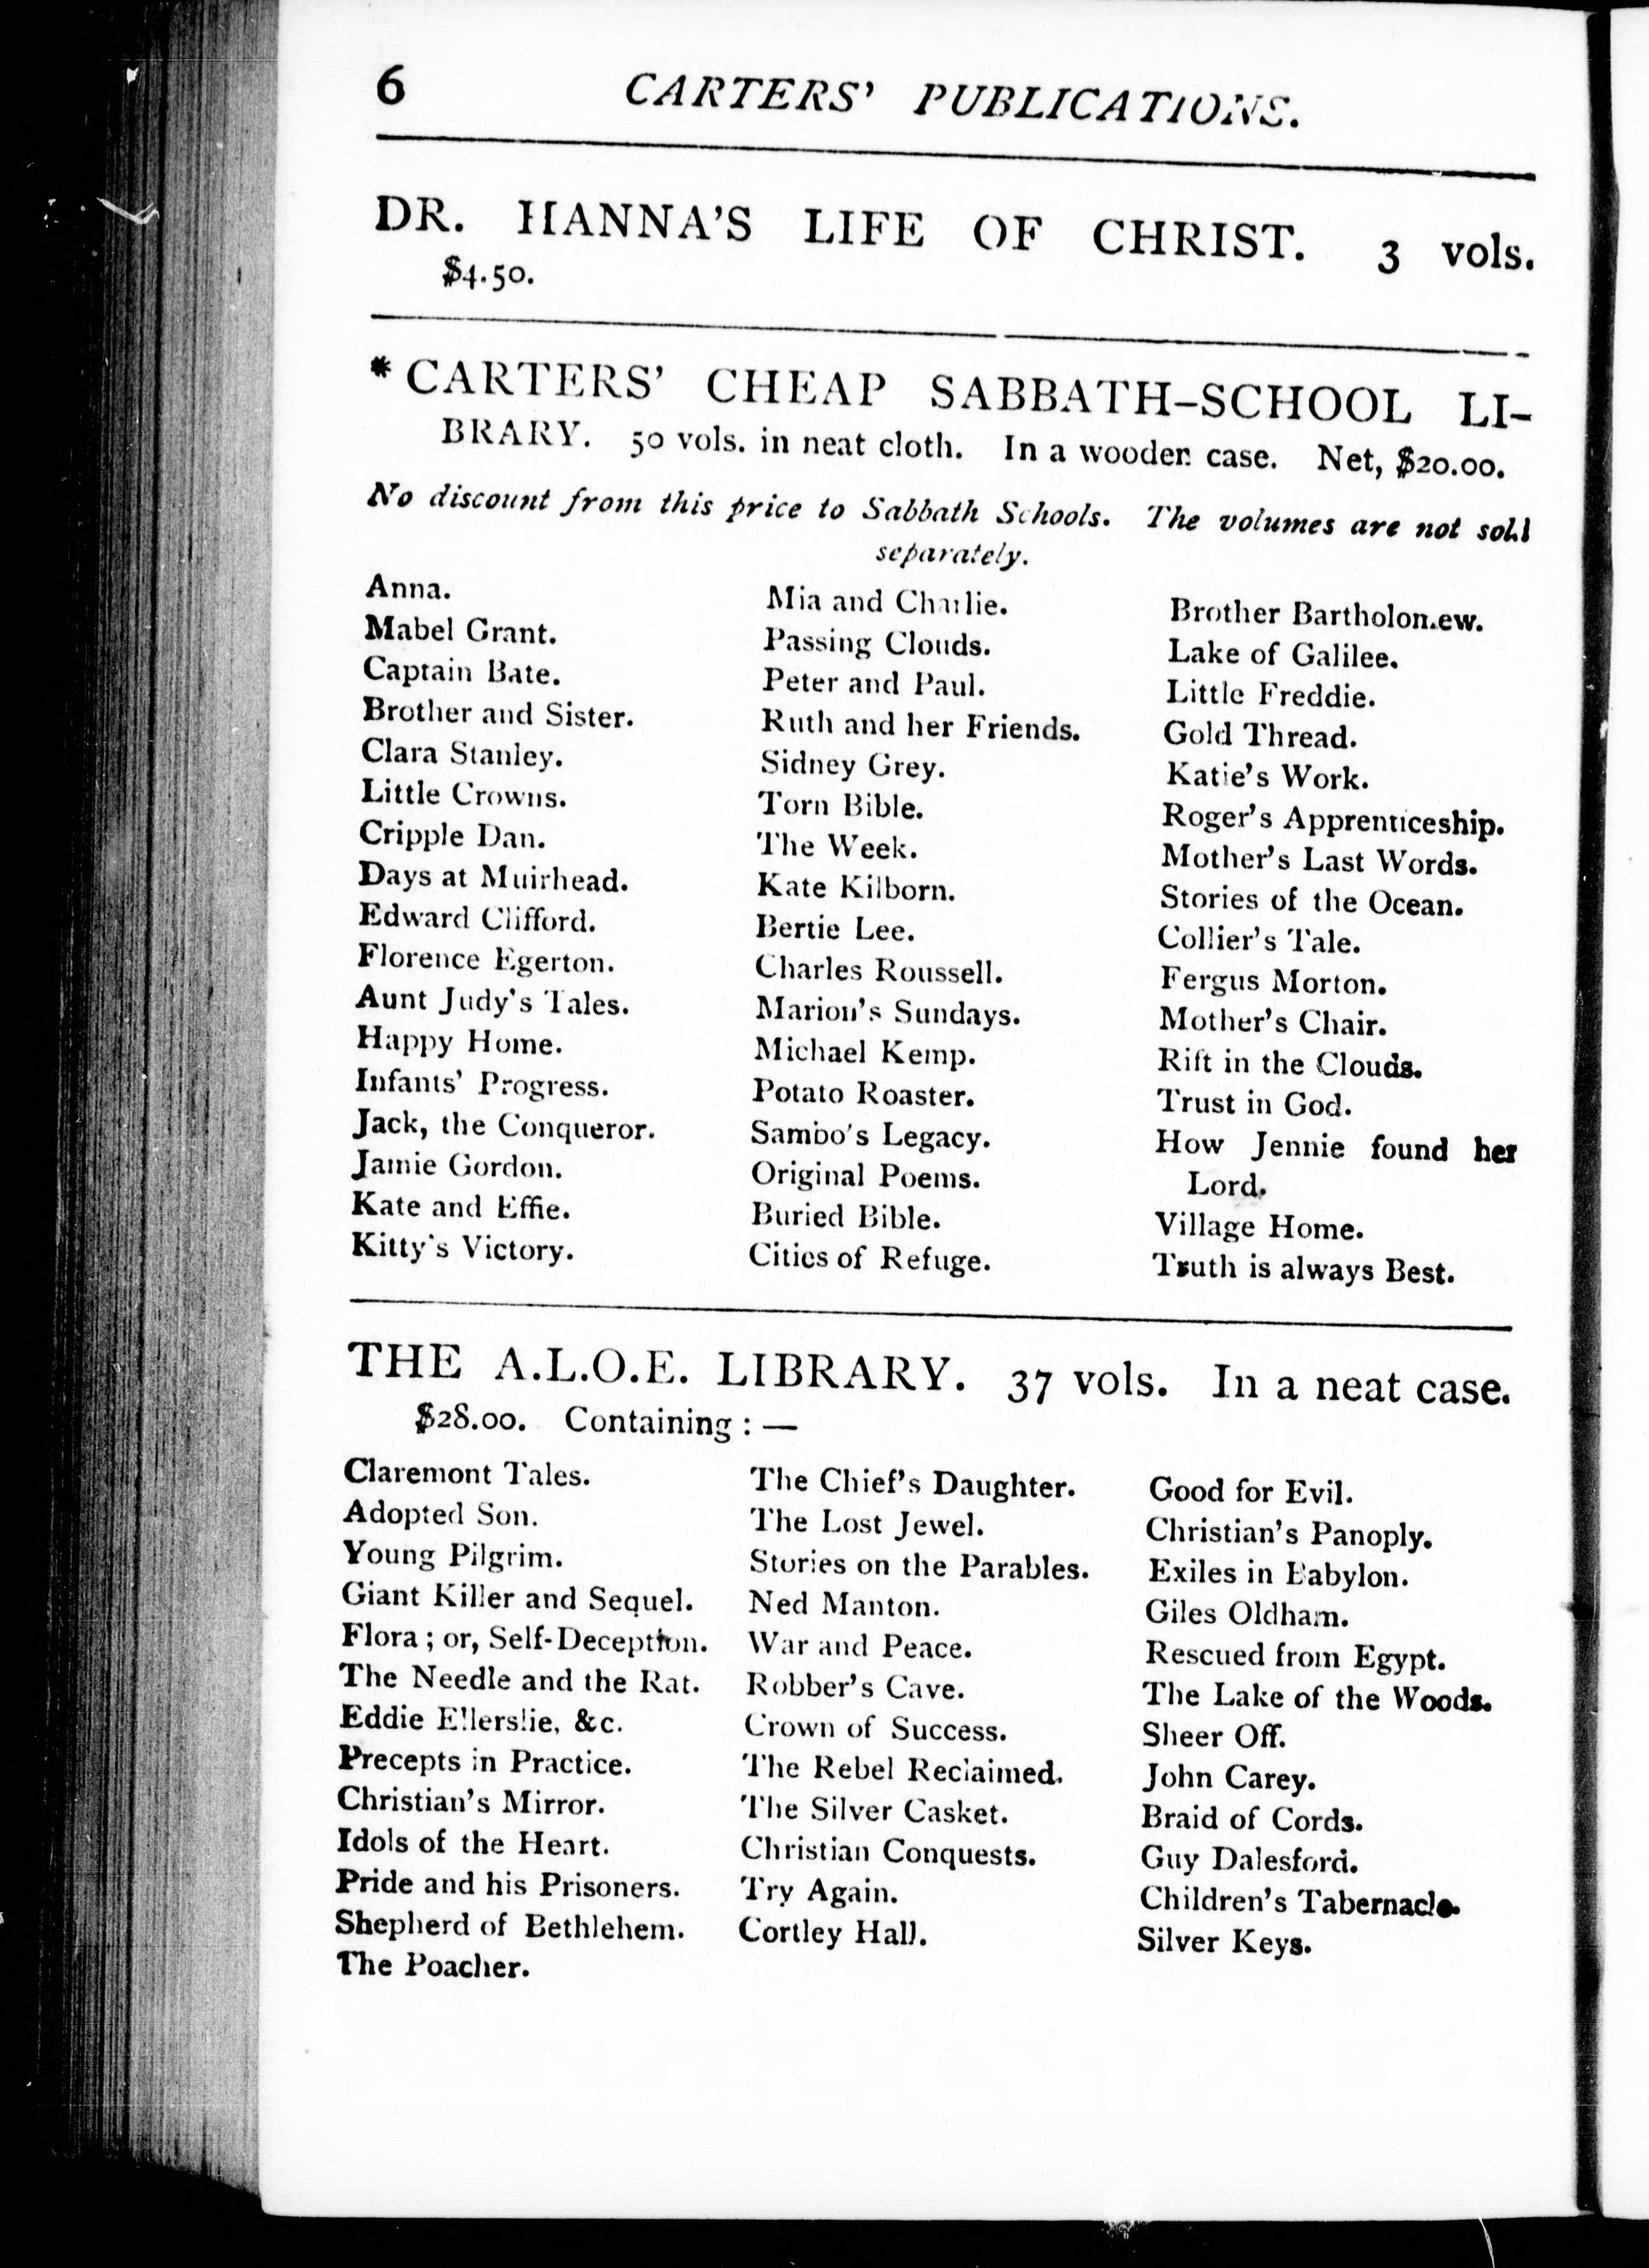 6 CARTERS' PUBLICATIONS.
DR. HANNA'S LIFE OF CHRIST. 3 vols.
$4.50.
* CARTERS' CHEAP SABBATH-SCHOOL LI-
BRARY. 50 vols. in neat cloth. In a wooden case. Net, $20.00.
No discount from this price to Sabbath Schools. The volumes are not sold
separately.
Anna.
Mabel Grant.
Captain Bate.
Brother and Sister.
Clara Stanley.
Little Crowns.
Cripple Dan.
Days at Muirhead.
Edward Clifford.
Florence Egerton.
Aunt Judy's Tales.
Happy Home.
Infants' Progress.
Jack, the Conqueror.
Jamie Gordon.
Kate and Effie.
Kitty's Victory.
Mia and Charlie.
Passing Clouds.
Peter and Paul.
Ruth and her Friends.
Sidney Grey.
Torn Bible.
The Week.
Kate Kilborn.
Bertie Lee.
Charles Roussell.
Marion's Sundays.
Michael Kemp.
Potato Roaster.
Sambo's Legacy.
Original Poems.
Buried Bible.
Cities of Refuge.
Brother Bartholomew.
Lake of Galilee.
Little Freddie.
Gold Thread.
Katie's Work.
Roger's Apprenticeship.
Mother's Last Words.
Stories of the Ocean.
Collier's Tale.
Fergus Morton.
Mother's Chair.
Rift in the Clouds.
Trust in God.
How Jennie found her
Lord.
Village Home.
Truth is always Best.
THE A.L.O.E. LIBRARY. 37 vols. In a neat case.
$28.00. Containing : —
Claremont Tales.
Adopted Son.
Young Pilgrim.
Giant Killer and Sequel.
Flora ; or, Self-Deception.
The Needle and the Rat.
Eddie Ellerslie, &c.
Precepts in Practice.
Christian's Mirror.
Idols of the Heart.
Pride and his Prisoners.
Shepherd of Bethlehem.
The Poacher.
The Chief's Daughter.
The Lost Jewel.
Stories on the Parables.
Ned Manton.
War and Peace.
Robber's Cave.
Crown of Success.
The Rebel Reclaimed.
The Silver Casket.
Christian Conquests.
Try Again.
Cortley Hall.
Good for Evil.
Christian's Panoply.
Exiles in Babylon.
Giles Oldham.
Rescued from Egypt.
The Lake of the Woods.
Sheer Off.
John Carey.
Braid of Cords.
Guy Dalesford.
Children's Tabernacle.
Silver Keys.